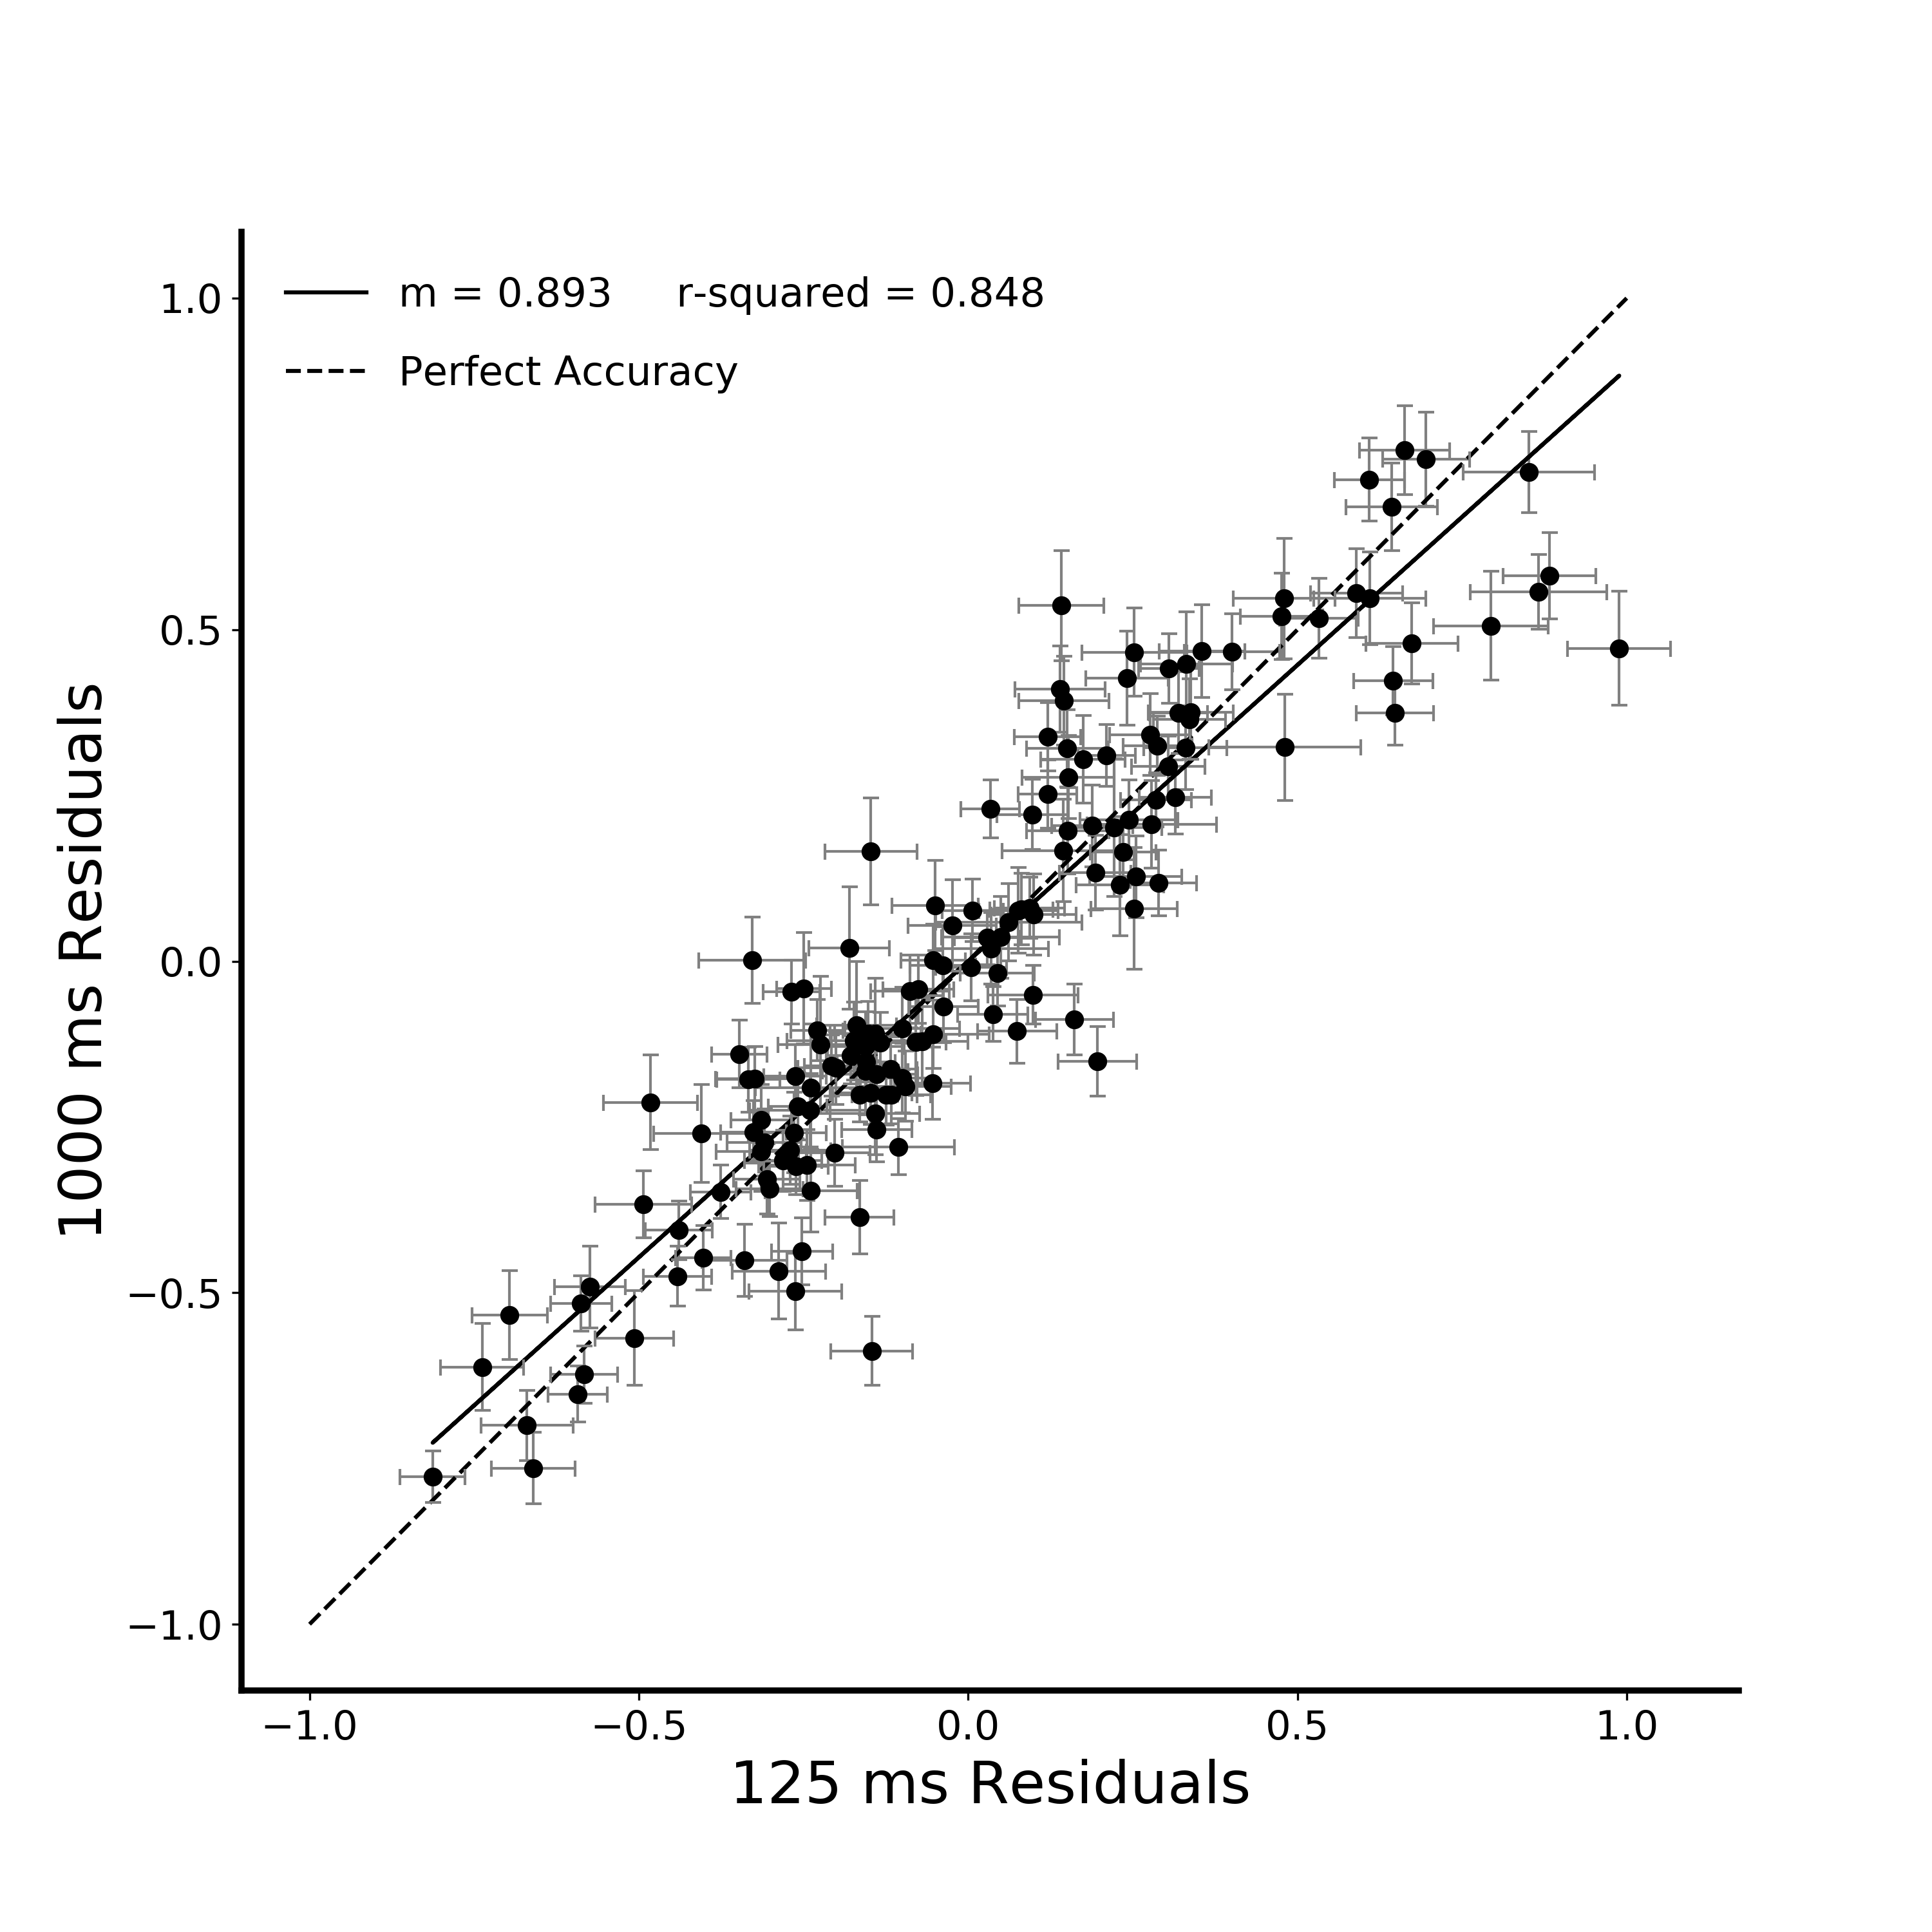 m = 0.893 r-squared = 0.848
Perfect Accuracy
1.0
0.5
0.0
−0.5
−1.0
1000 ms Residuals
−1.0 −0.5 0.0 0.5 1.0
125 ms Residuals